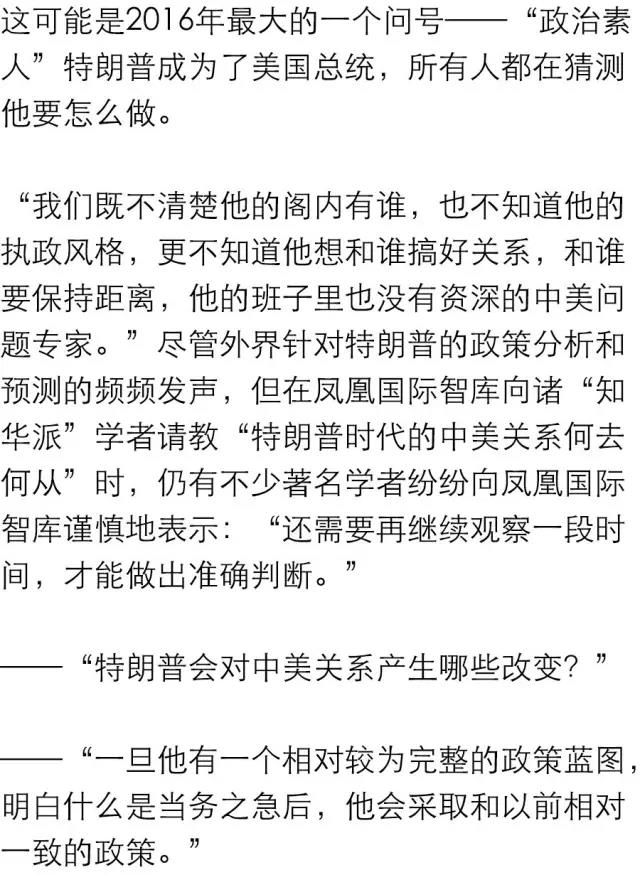 这可能是2016年最大的一个问号——“政治素
人”特朗普成为了美国总统，所有人都在猜测
他要怎么做。
“我们既不清楚他的阁内有谁，也不知道他的
执政风格，更不知道他想和谁搞好关系，和谁
要保持距离，他的班子里也没有资深的中美问
题专家。”尽管外界针对特朗普的政策分析和
预测的频频发声，但在凤凰国际智库向诸“知
华派”学者请教“特朗普时代的中美关系何去
何从”时，仍有不少著名学者纷纷向凤凰国际
智库谨慎地表示：“还需要再继续观察一段时
间，才能做出准确判断。”
——“特朗普会对中美关系产生哪些改变？”
——“一旦他有一个相对较为完整的政策蓝图，
明白什么是当务之急后，他会采取和以前相对
一致的政策。”